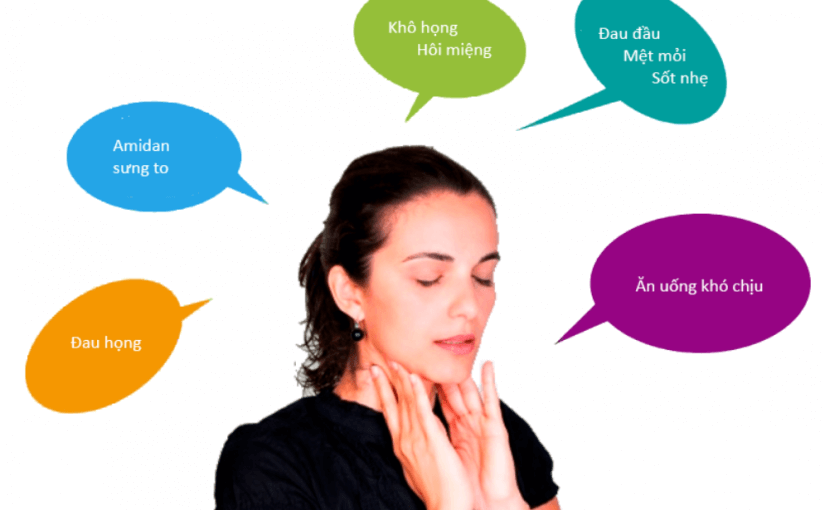 Khô họng
Hôi miệng
Đau đầu
Mệt mỏi
Sốt nhẹ
Amidan
sưng to
Ăn uống khó chịu
Đau họng